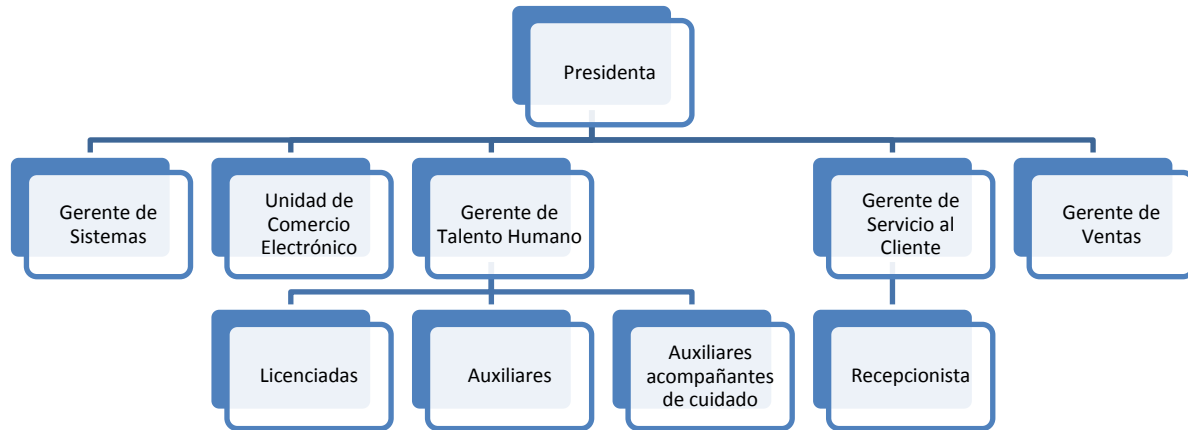 Presidenta
Gerente de
Sistemas
Unidad de
Comercio
Electrónico
Gerente de
Talento Humano
Gerente de
Servicio al
Cliente
Gerente de
Ventas
Licenciadas
Auxiliares
Auxiliares
acompañantes
de cuidado
Recepcionista